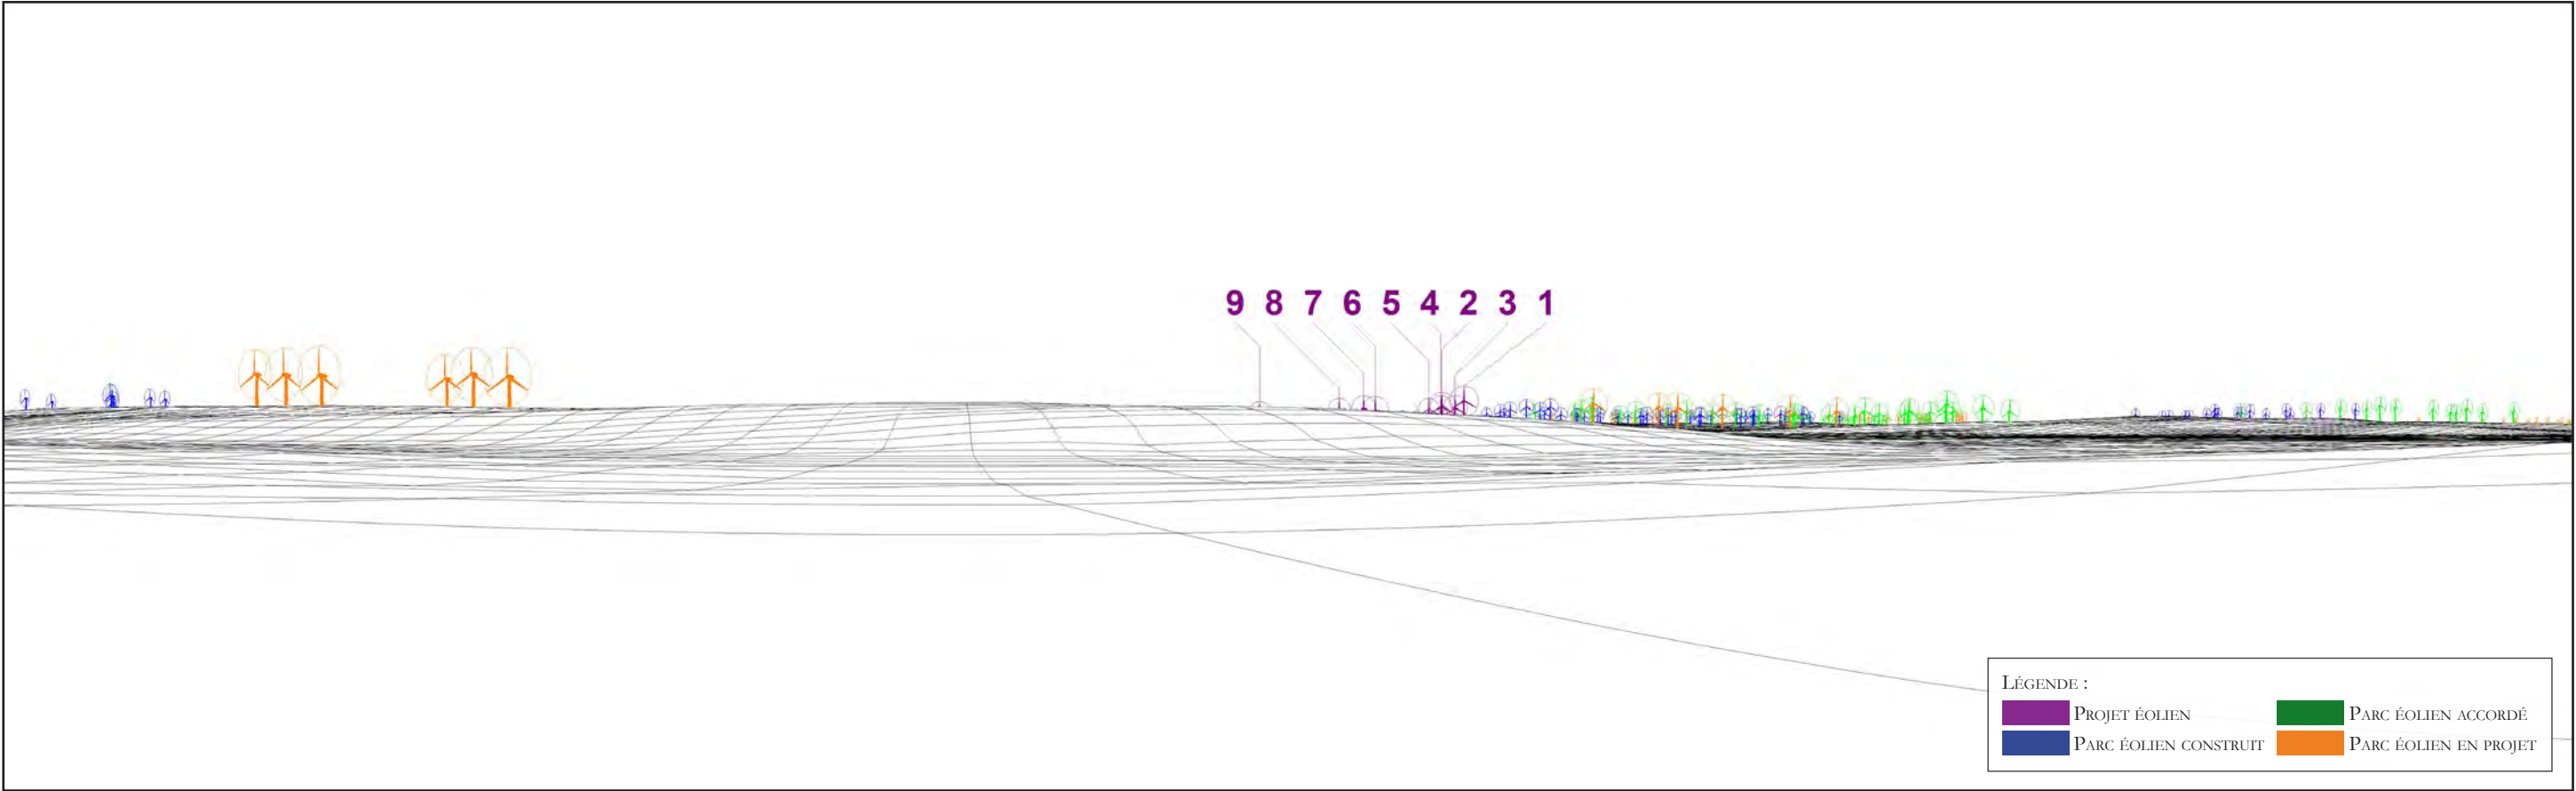 9 8 7 6 5 4 2 3 1
Légende :
Projet éolien
Parc éolien accordé
Parc éolien construit
Parc éolien en projet